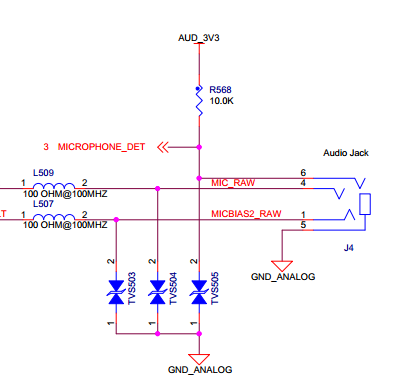 AUD_3V3
R568
10.0K
3 MICROPHONE_DET
Audio Jack
L509
1 2
100 OHM@100MHZ
MIC_RAW
6
4
L507
LT
1 2
100 OHM@100MHZ
MICBIAS2_RAW
1
5
J4
2 2 2
TVS503 TVS504 TVS505
1 1 1
GND_ANALOG
GND_ANALOG